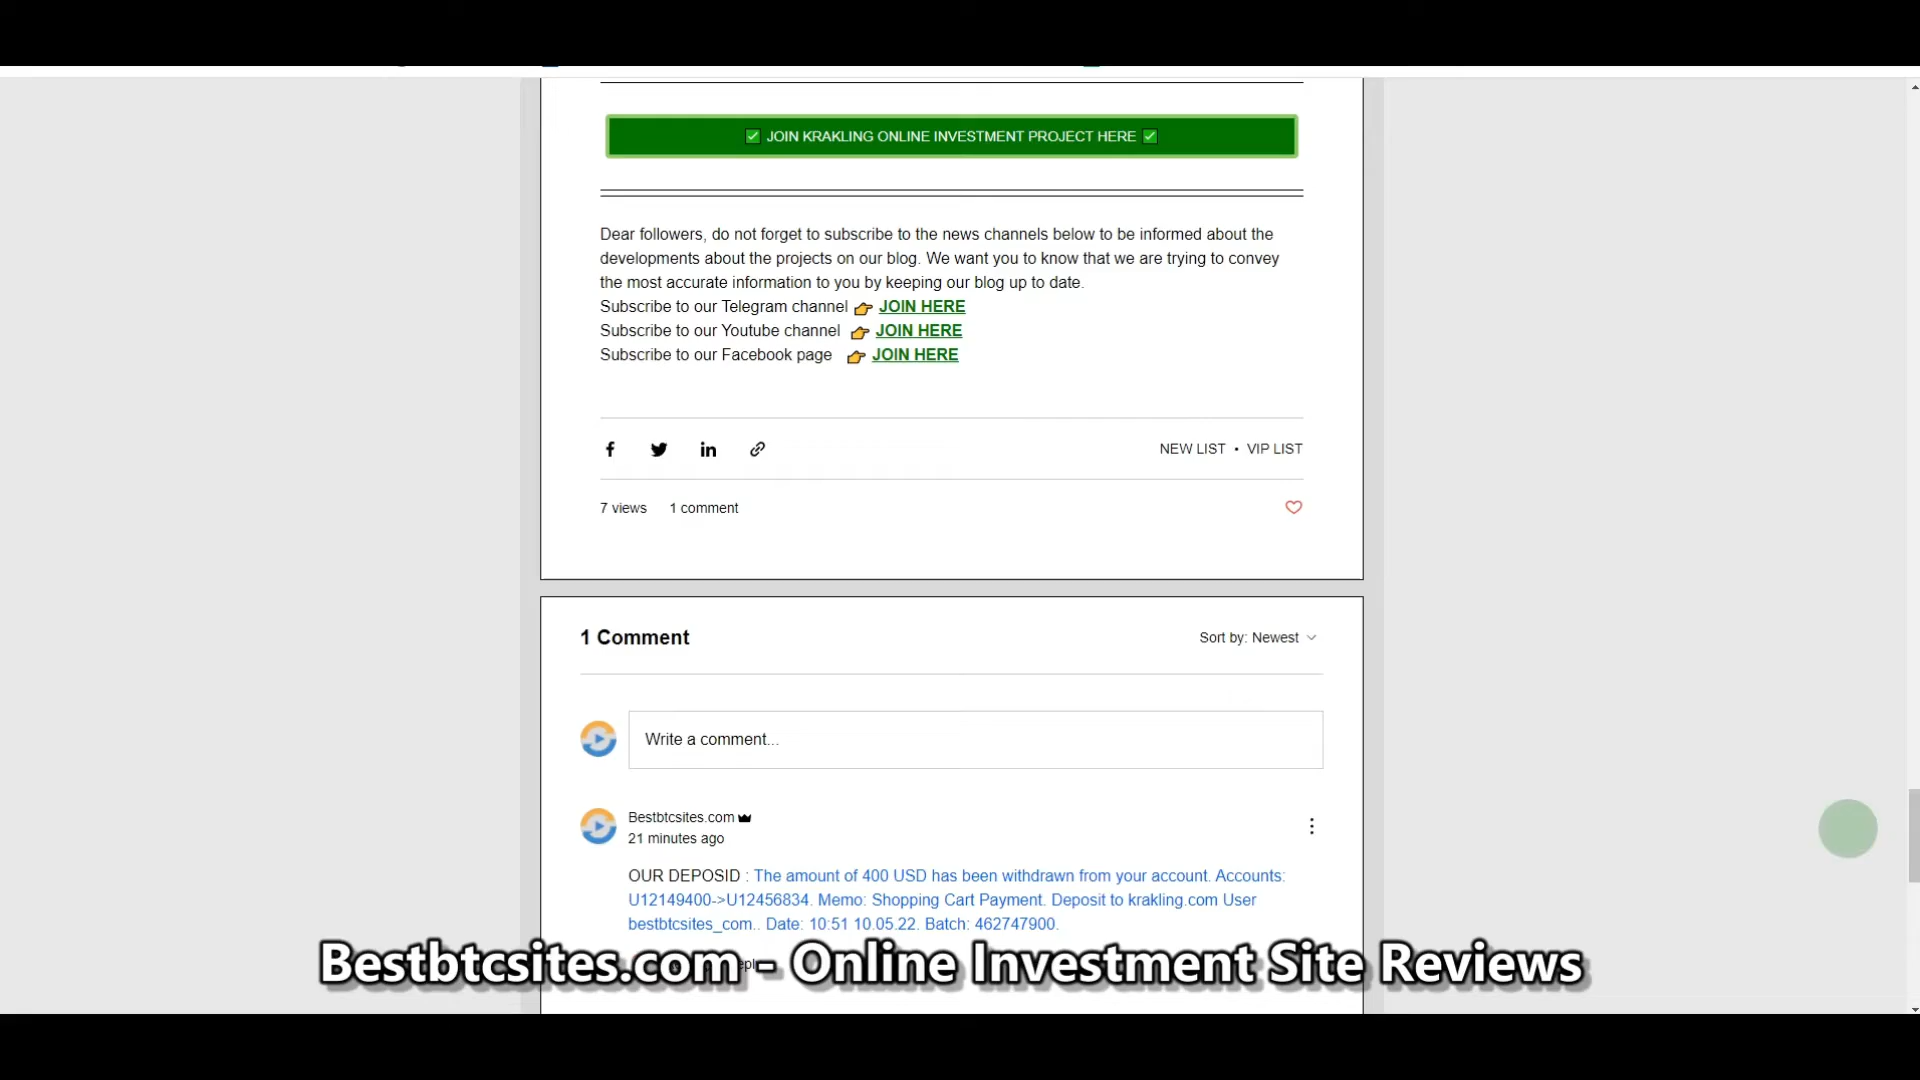 JOIN KRAKLING ONLINE INVESTMENT PROJECT HERE
Dear followers, do not forget to subscribe to the news channels below to be informed about the
developments about the projects on our blog. We want you to know that we are trying to convey
the most accurate information to you by keeping our blog up to date.
Subscribe to our Telegram channel 👉 JOIN HERE
Subscribe to our Youtube channel 👉 JOIN HERE
Subscribe to our Facebook page 👉 JOIN HERE
NEW LIST • VIP LIST
7 views 1 comment
1 Comment
Sort by: Newest
Write a comment...
Bestbtcsites.com
21 minutes ago
OUR DEPOSID : The amount of 400 USD has been withdrawn from your account. Accounts:
U12149400->U12456834. Memo: Shopping Cart Payment. Deposit to krakling.com User
bestbtcsites_com.. Date: 10:51 10.05.22. Batch: 462747900.
Bestbtcsites.com - Online Investment Site Reviews